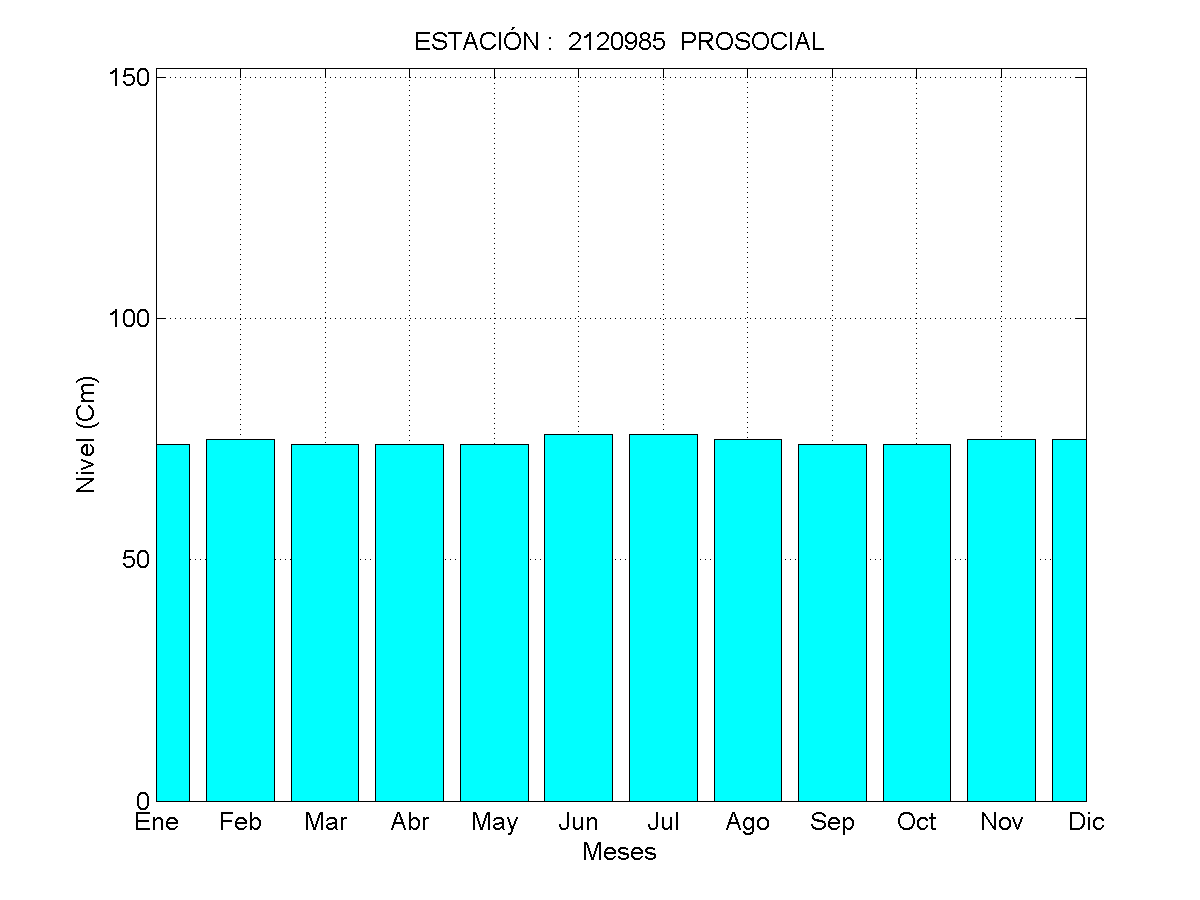 ESTACIÓN :  2120985  PROSOCIAL
150
100
50
0
Nivel (Cm)
Ene Feb Mar Abr May Jun Jul Ago Sep Oct Nov Dic
Meses